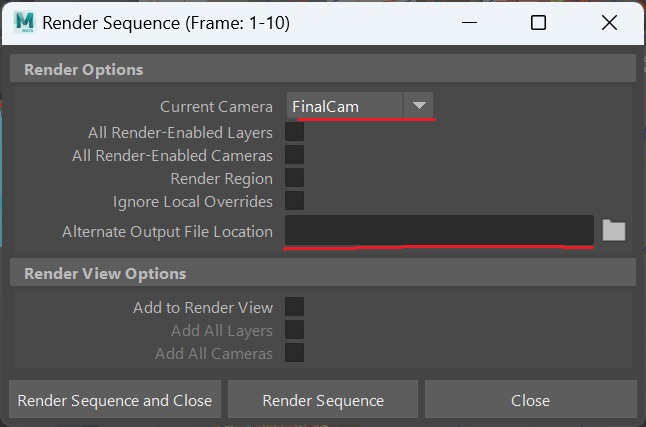 Render Sequence (Frame: 1-10)
Render Options
Current Camera FinalCam
All Render-Enabled Layers
All Render-Enabled Cameras
Render Region
Ignore Local Overrides
Alternate Output File Location
Render View Options
Add to Render View
Add All Layers
Add All Cameras
Render Sequence and Close Render Sequence Close